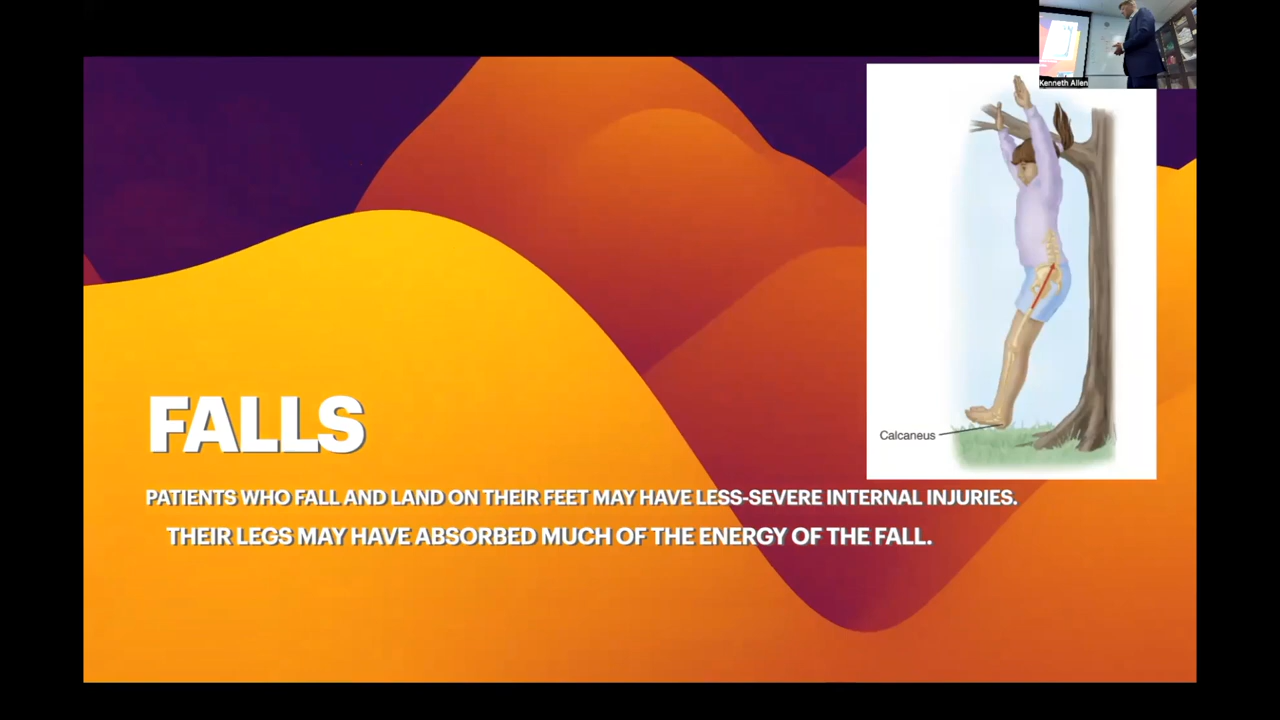 Kenneth Allen
Calcaneus
FALLS
PATIENTS WHO FALL AND LAND ON THEIR FEET MAY HAVE LESS-SEVERE INTERNAL INJURIES.
THEIR LEGS MAY HAVE ABSORBED MUCH OF THE ENERGY OF THE FALL.